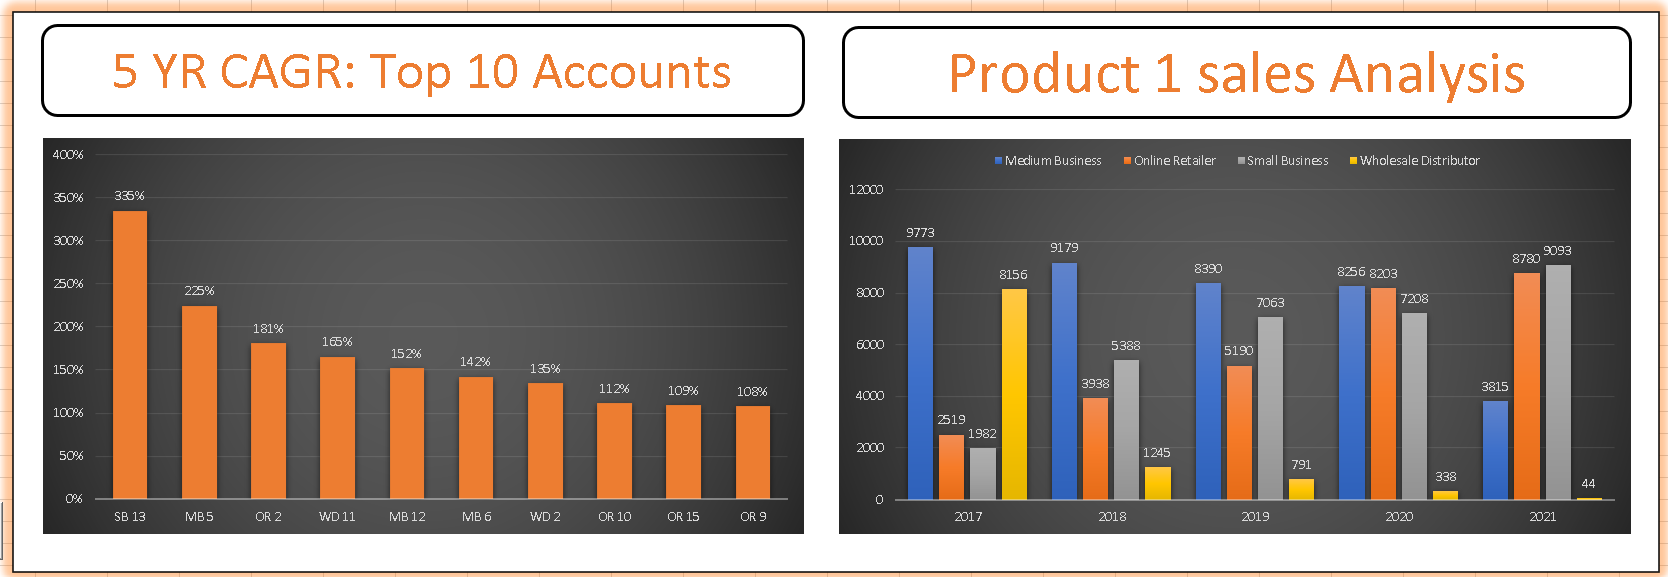 5 YR CAGR: Top 10 Accounts
400%
350%
300%
250%
200%
150%
100%
50%
0%
335%
225%
181%
165%
152%
142%
135%
112%
109%
108%
SB 13 MB 5 OR 2 WD 11 MB 12 MB 6 WD 2 OR 10 OR 15 OR 9
Product 1 sales Analysis
Medium Business Online Retailer Small Business Wholesale Distributor
12000
10000
8000
6000
4000
2000
0
9773 2519 1982 8156
9179 3938 5388 1245
8390 5190 7063 791
8256 8203 7208 338
3815 8780 9093 44
2017 2018 2019 2020 2021